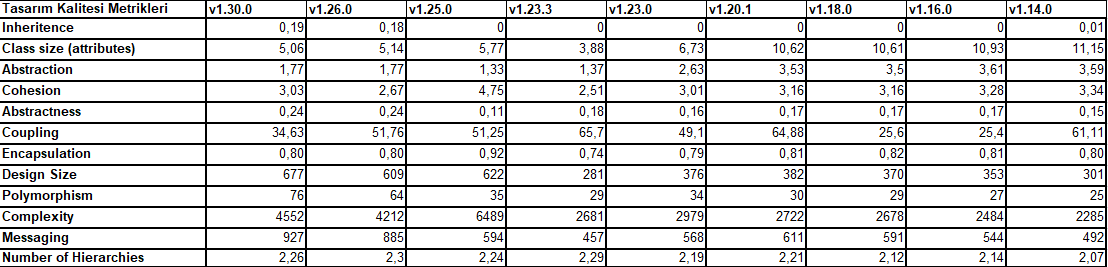 Tasarım Kalitesi Metrikleri v1.30.0 v1.26.0 v1.25.0 v1.23.3 v1.23.0 v1.20.1 v1.18.0 v1.16.0 v1.14.0
Inheritence 0,19 0,18 0 0 0 0 0 0 0,01
Class size (attributes) 5,06 5,14 5,77 3,88 6,73 10,62 10,61 10,93 11,15
Abstraction 1,77 1,77 1,33 1,37 2,63 3,53 3,5 3,61 3,59
Cohesion 3,03 2,67 4,75 2,51 3,01 3,16 3,16 3,28 3,34
Abstractness 0,24 0,24 0,11 0,18 0,16 0,17 0,17 0,17 0,15
Coupling 34,63 51,76 51,25 65,7 49,1 64,88 25,6 25,4 61,11
Encapsulation 0,80 0,80 0,92 0,74 0,79 0,81 0,82 0,81 0,80
Design Size 677 609 622 281 376 382 370 353 301
Polymorphism 76 64 35 29 34 30 29 27 25
Complexity 4552 4212 6489 2681 2979 2722 2678 2484 2285
Messaging 927 885 594 457 568 611 591 544 492
Number of Hierarchies 2,26 2,3 2,24 2,29 2,19 2,21 2,12 2,14 2,07